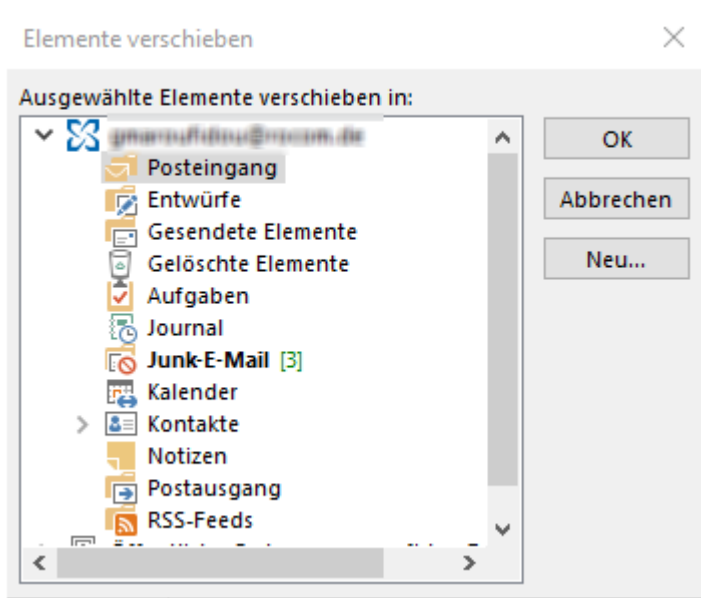 Elemente verschieben
Ausgewählte Elemente verschieben in:
Posteingang
Entwürfe
Gesendete Elemente
Gelöschte Elemente
Aufgaben
Journal
Junk-E-Mail [3]
Kalender
Kontakte
Notizen
Postausgang
RSS-Feeds
OK
Abbrechen
Neu...